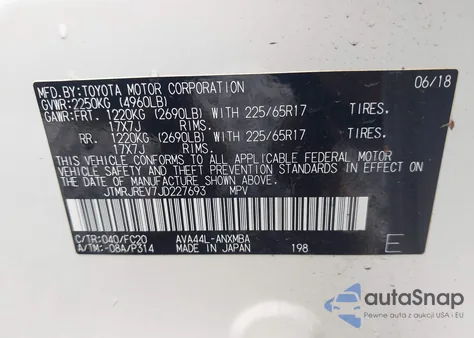 MFD.BY:TOYOTA MOTOR CORPORATION 06/18
GVWR:2250KG (4960LB)
GAWR:FRT. 1220KG (2690LB) WITH 225/65R17 TIRES.
17X7J RIMS.
RR. 1220KG (2690LB) WITH 225/65R17 TIRES.
17X7J RIMS.
THIS VEHICLE CONFORMS TO ALL APPLICABLE FEDERAL MOTOR
VEHICLE SAFETY AND THEFT PREVENTION STANDARDS IN EFFECT
ON THE DATE OF MANUFACTURE SHOWN ABOVE.
JTMRJREV7JD227693 MPV
C/TR:040/FC20 AVA44L-ANXMBA
A/TM:-08A/P314 MADE IN JAPAN 198 E
autoSnap
Pewne auta z USA i EU